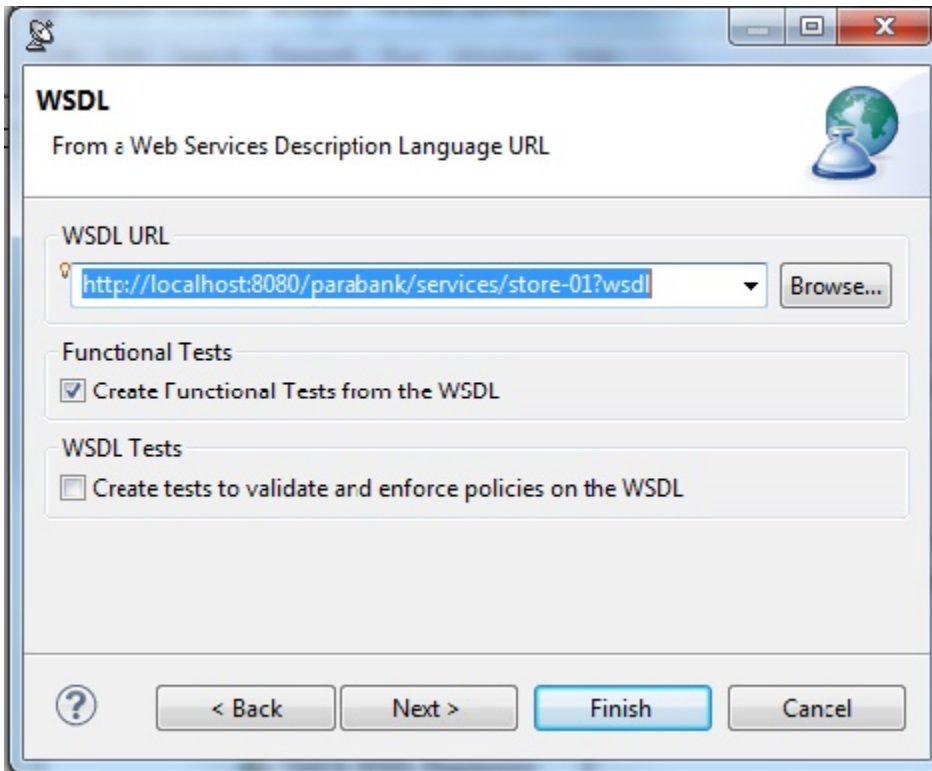 WSDL
From a Web Services Description Language URL
WSDL URL
http://localhost:8080/parabank/services/store-01?wsdl
Browse...
Functional Tests
Create Functional Tests from the WSDL
WSDL Tests
Create tests to validate and enforce policies on the WSDL
< Back Next > Finish Cancel